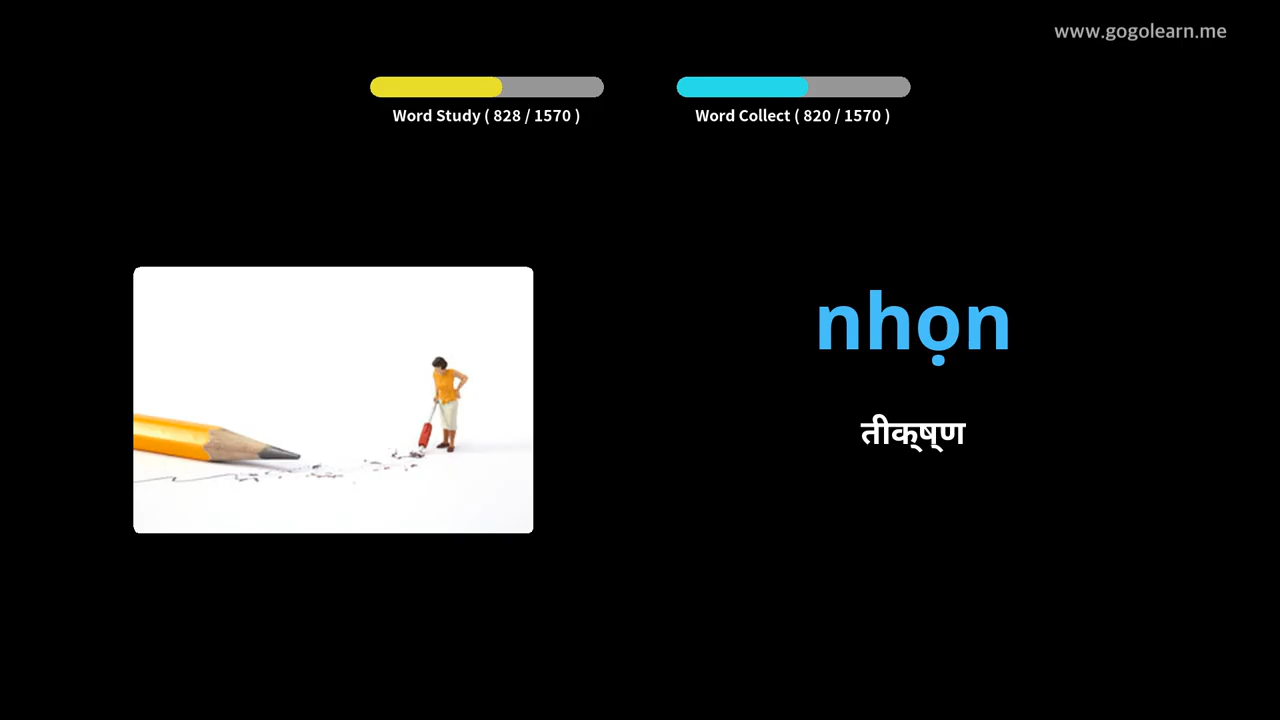 www.gogolearn.me
Word Study ( 828 / 1570 )
Word Collect ( 820 / 1570 )
nhọn
तीक्ष्ण